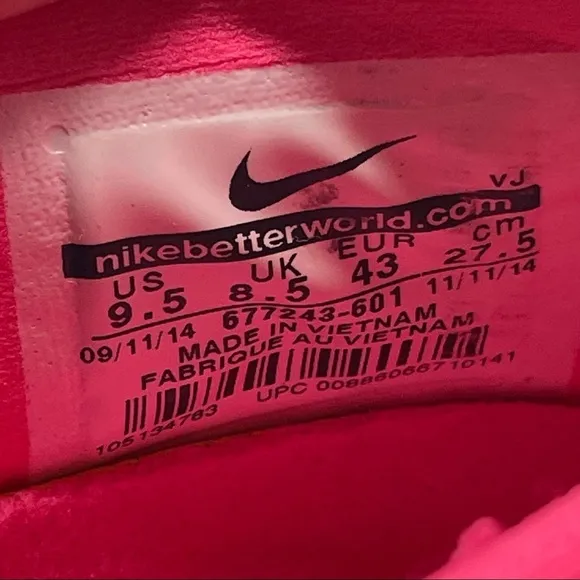 VJ
nikebetterworld.com
US UK EUR cm
9.5 8.5 43 27.5
09/11/14 677243-601 11/11/14
MADE IN VIETNAM
FABRIQUE AU VIETNAM
105134763 UPC 00886066710141